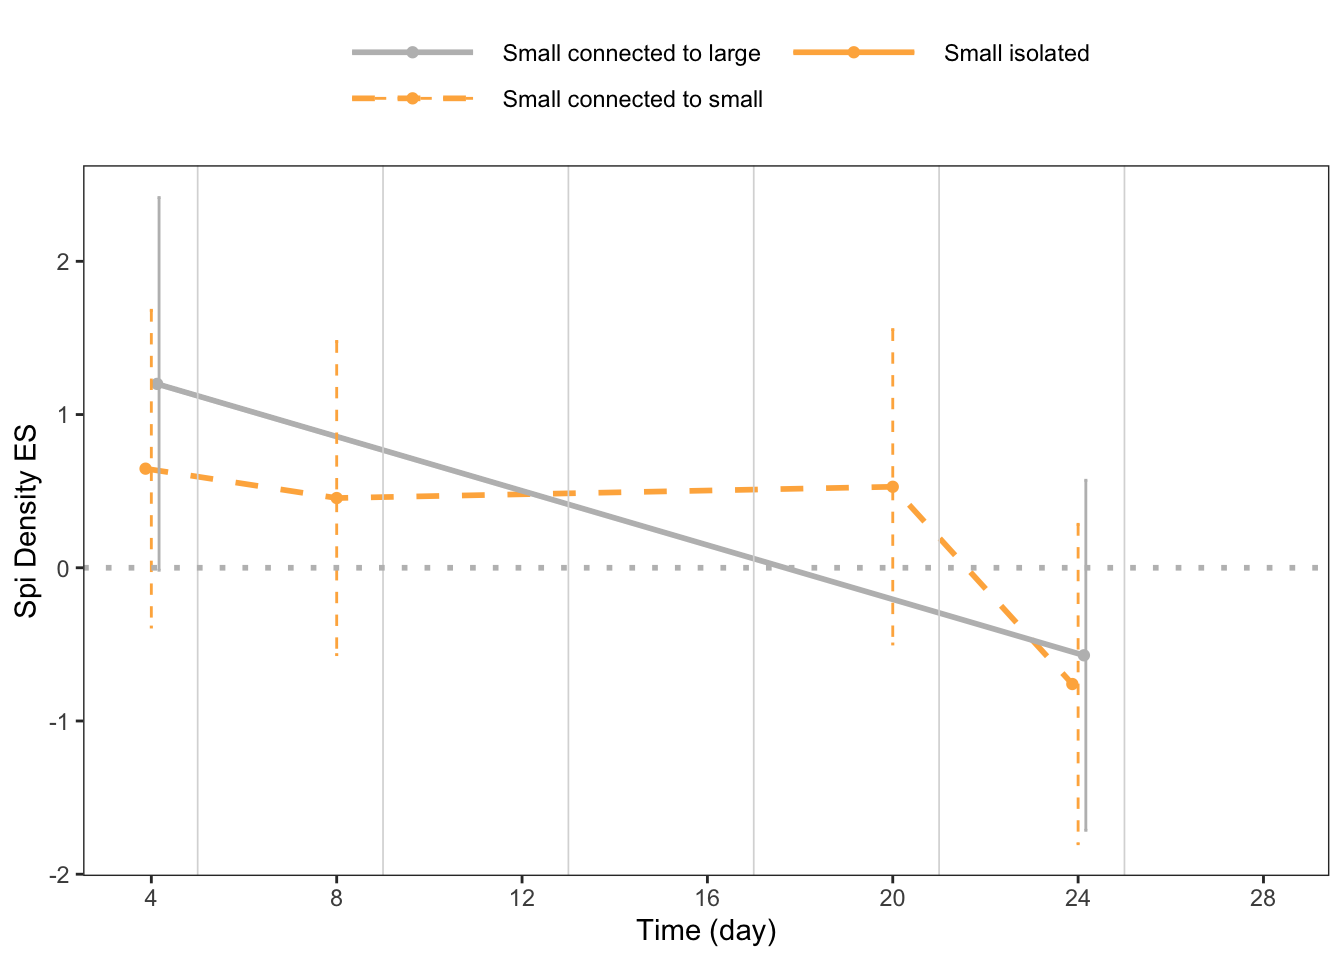 Small connected to large
Small isolated
Small connected to small
Spi Density ES
2
1
0
-1
-2
4
8
12
16
20
24
28
Time (day)